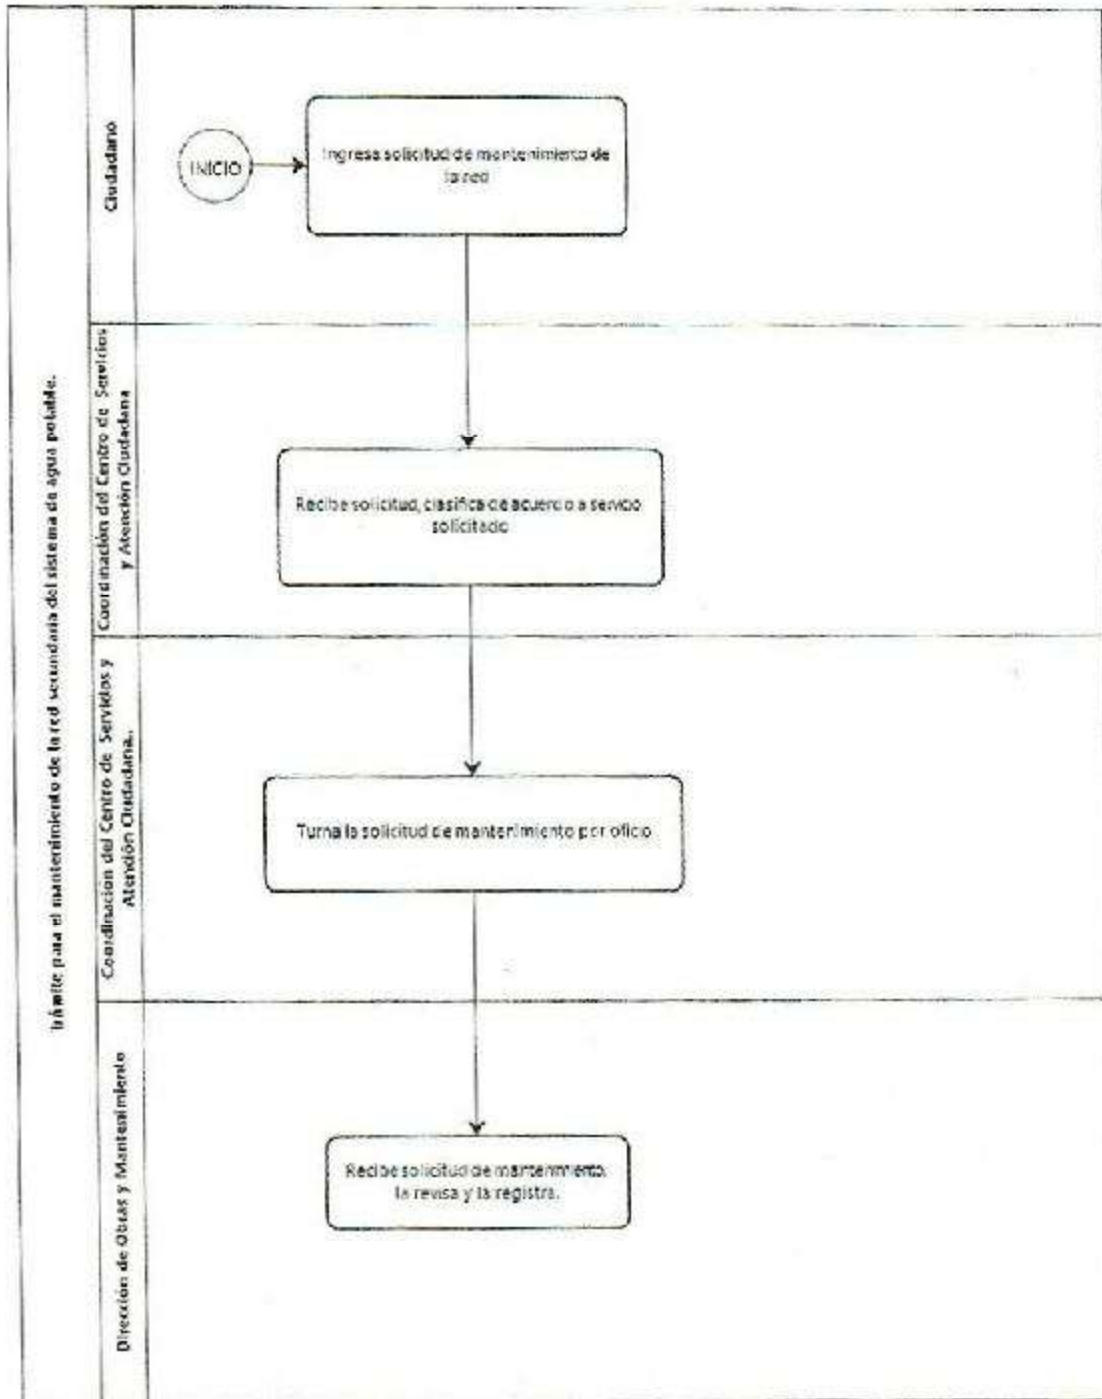 Trámite para el mantenimiento de la red secundaria del sistema de agua potable.
Ciudadano
INICIO
Ingresa solicitud de mantenimiento de
la red
Coordinación del Centro de Servicios
y Atención Ciudadana
Recibe solicitud, clasifica de acuerdo a servicio
solicitado
Coordinación del Centro de Servicios y
Atención Ciudadana..
Turna la solicitud de mantenimiento por oficio
Dirección de Obras y Mantenimiento
Recibe solicitud de mantenimiento,
la revisa y la registra.